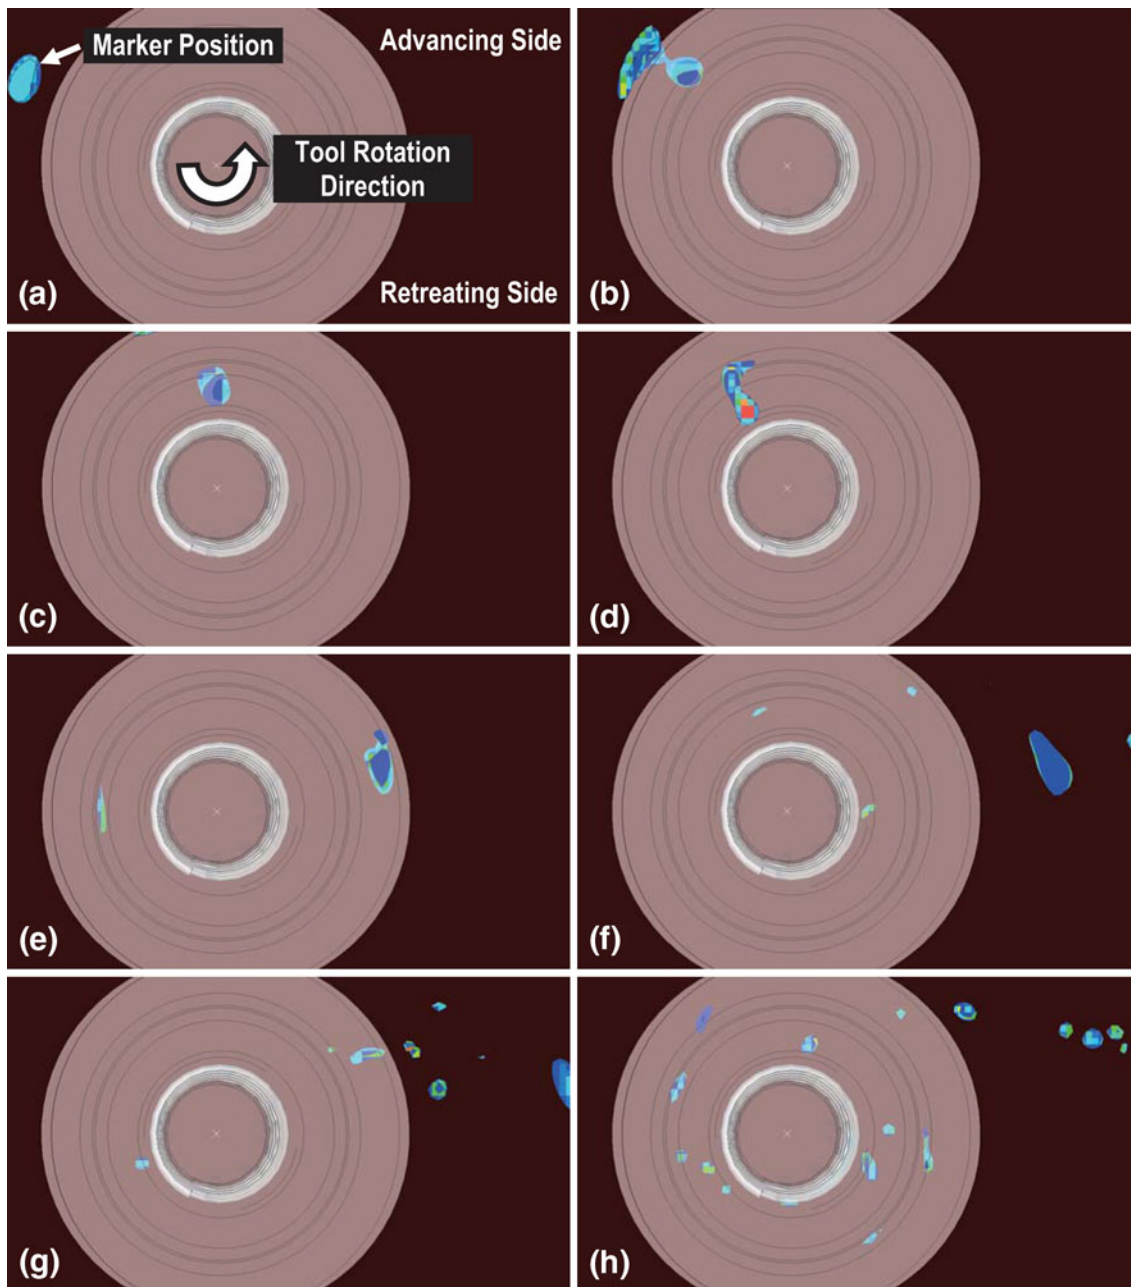 Marker Position
Advancing Side
Tool Rotation
Direction
Retreating Side
(a)
(b)
(c)
(d)
(e)
(f)
(g)
(h)